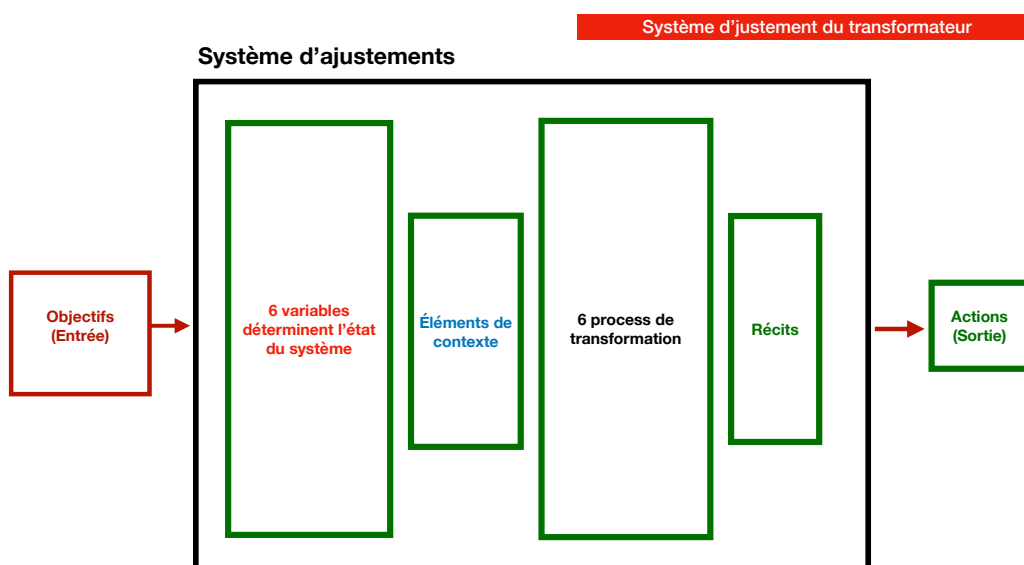 Système d’justement du transformateur
Système d’ajustements
Objectifs
(Entrée)
6 variables
déterminent l’état
du système
Éléments de
contexte
6 process de
transformation
Récits
Actions
(Sortie)